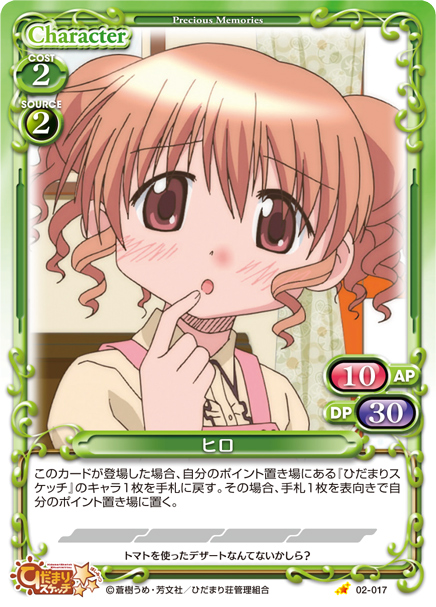 Precious Memories
Character
COST
2
SOURCE
2
10 AP
DP 30
ヒロ
このカードが登場した場合、自分のポイント置き場にある『ひだまりス
ケッチ』のキャラ1枚を手札に戻す。その場合、手札1枚を表向きで自
分のポイント置き場に置く。
トマトを使ったデザートなんてないかしら?
ひだまり
スケッチ
©蒼樹うめ・芳文社/ひだまり荘管理組合
02-017